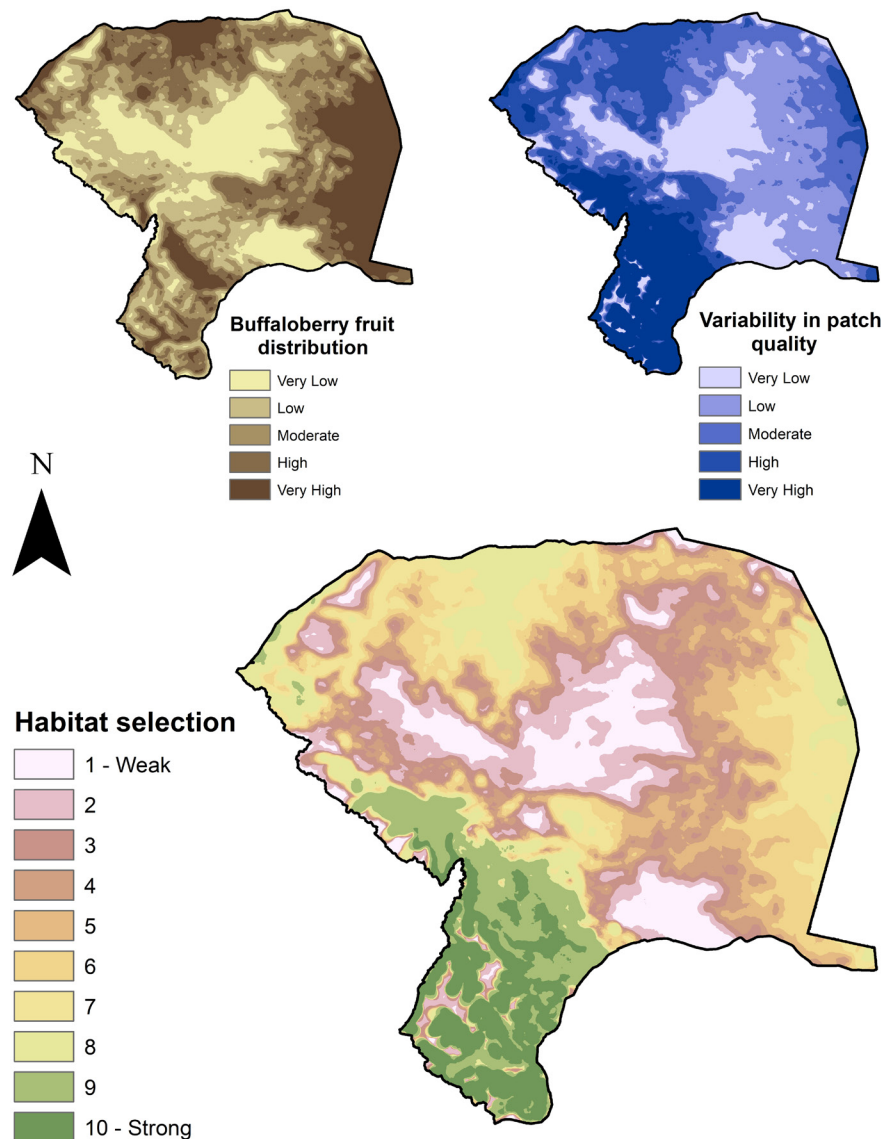 Buffaloberry fruit
distribution
Very Low
Low
Moderate
High
Very High
Variability in patch
quality
Very Low
Low
Moderate
High
Very High
N
Habitat selection
1 - Weak
2
3
4
5
6
7
8
9
10 - Strong